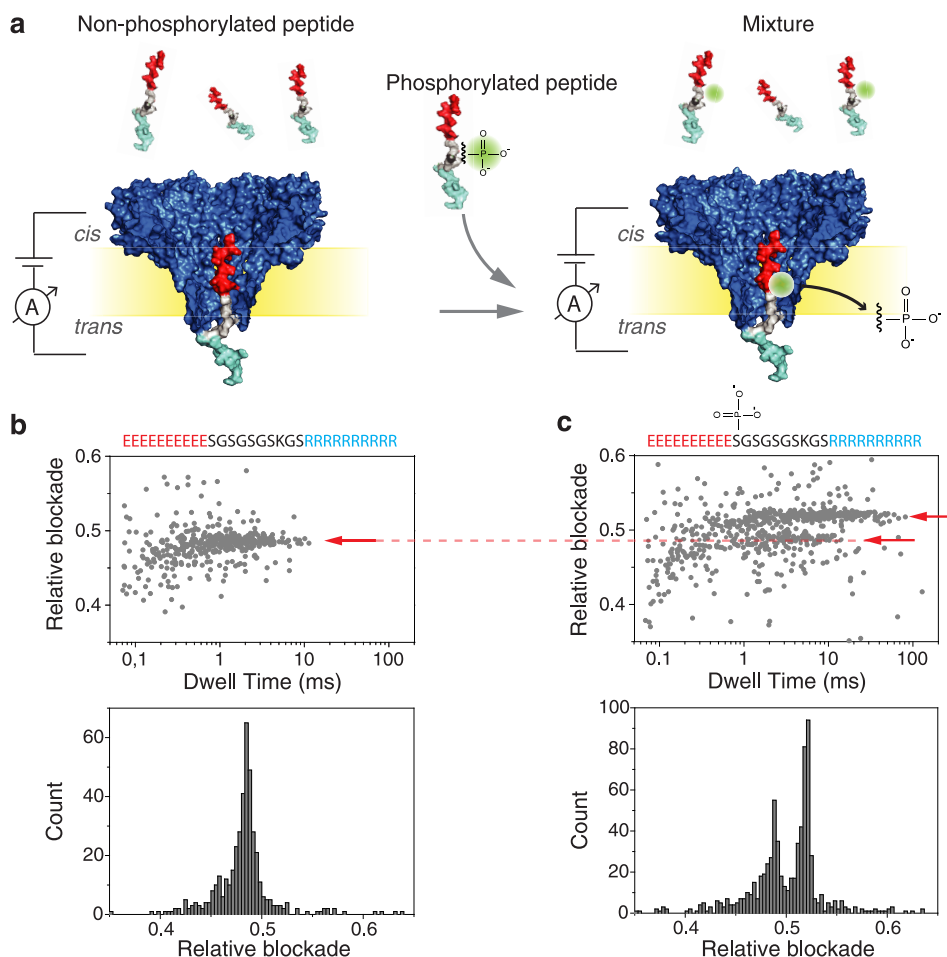 a
Non-phosphorylated peptide
Mixture
Phosphorylated peptide
O
P
O-
O-
cis
A
trans
cis
A
trans
O
P
O-
O-
b
EEEEEEEEEESGSGSGSKGSRRRRRRRRRR
0.6
0.5
0.4
Relative blockade
0,1
1
10
100
Dwell Time (ms)
60
40
20
0
Count
0.4
0.5
0.6
Relative blockade
c
O-
O=P
O-
EEEEEEEEEESGSGSGSKGSRRRRRRRRRR
0.6
0.5
0.4
Relative blockade
0.1
1
10
100
Dwell Time (ms)
100
80
60
40
20
0
Count
0.4
0.5
0.6
Relative blockade